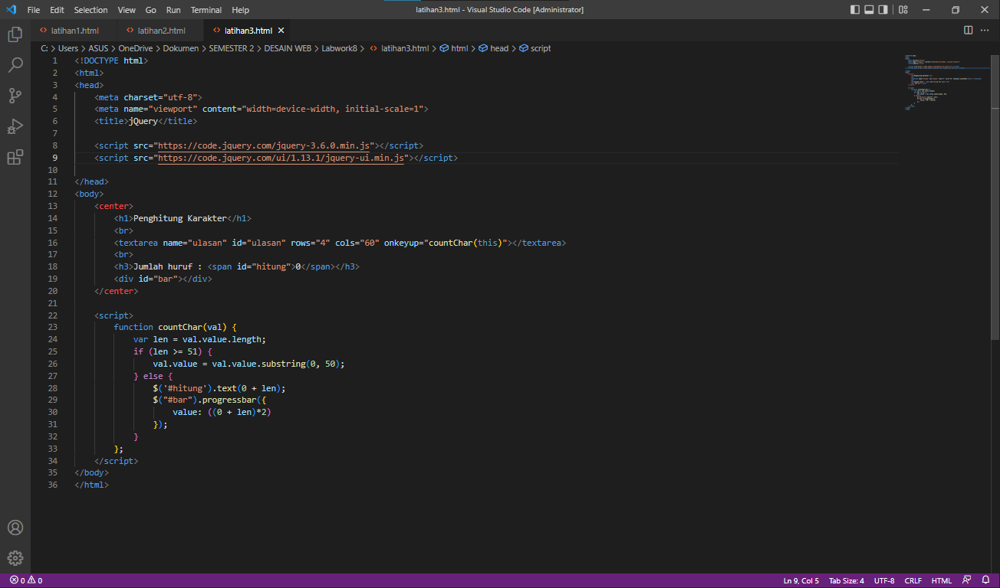 File Edit Selection View Go Run Terminal Help latihan3.html - Visual Studio Code [Administrator]
latihan1.html latihan2.html latihan3.html
C: > Users > ASUS > OneDrive > Dokumen > SEMESTER 2 > DESAIN WEB > Labwork8 > latihan3.html > html > head > script
1 <!DOCTYPE html>
2 <html>
3 <head>
4 <meta charset="utf-8">
5 <meta name="viewport" content="width=device-width, initial-scale=1">
6 <title>jQuery</title>
7
8 <script src="https://code.jquery.com/jquery-3.6.0.min.js"></script>
9 <script src="https://code.jquery.com/ui/1.13.1/jquery-ui.min.js"></script>
10
11 </head>
12 <body>
13 <center>
14 <h1>Penghitung Karakter</h1>
15 <br>
16 <textarea name="ulasan" id="ulasan" rows="4" cols="60" onkeyup="countChar(this)"></textarea>
17 <br>
18 <h3>Jumlah huruf : <span id="hitung">0</span></h3>
19 <div id="bar"></div>
20 </center>
21
22 <script>
23 function countChar(val) {
24 var len = val.value.length;
25 if (len >= 51) {
26 val.value = val.value.substring(0, 50);
27 } else {
28 $('#hitung').text(0 + len);
29 $("#bar").progressbar({
30 value: ((0 + len)*2)
31 });
32 }
33 };
34 </script>
35 </body>
36 </html>
0 0 Ln 9, Col 5 Tab Size: 4 UTF-8 CRLF HTML